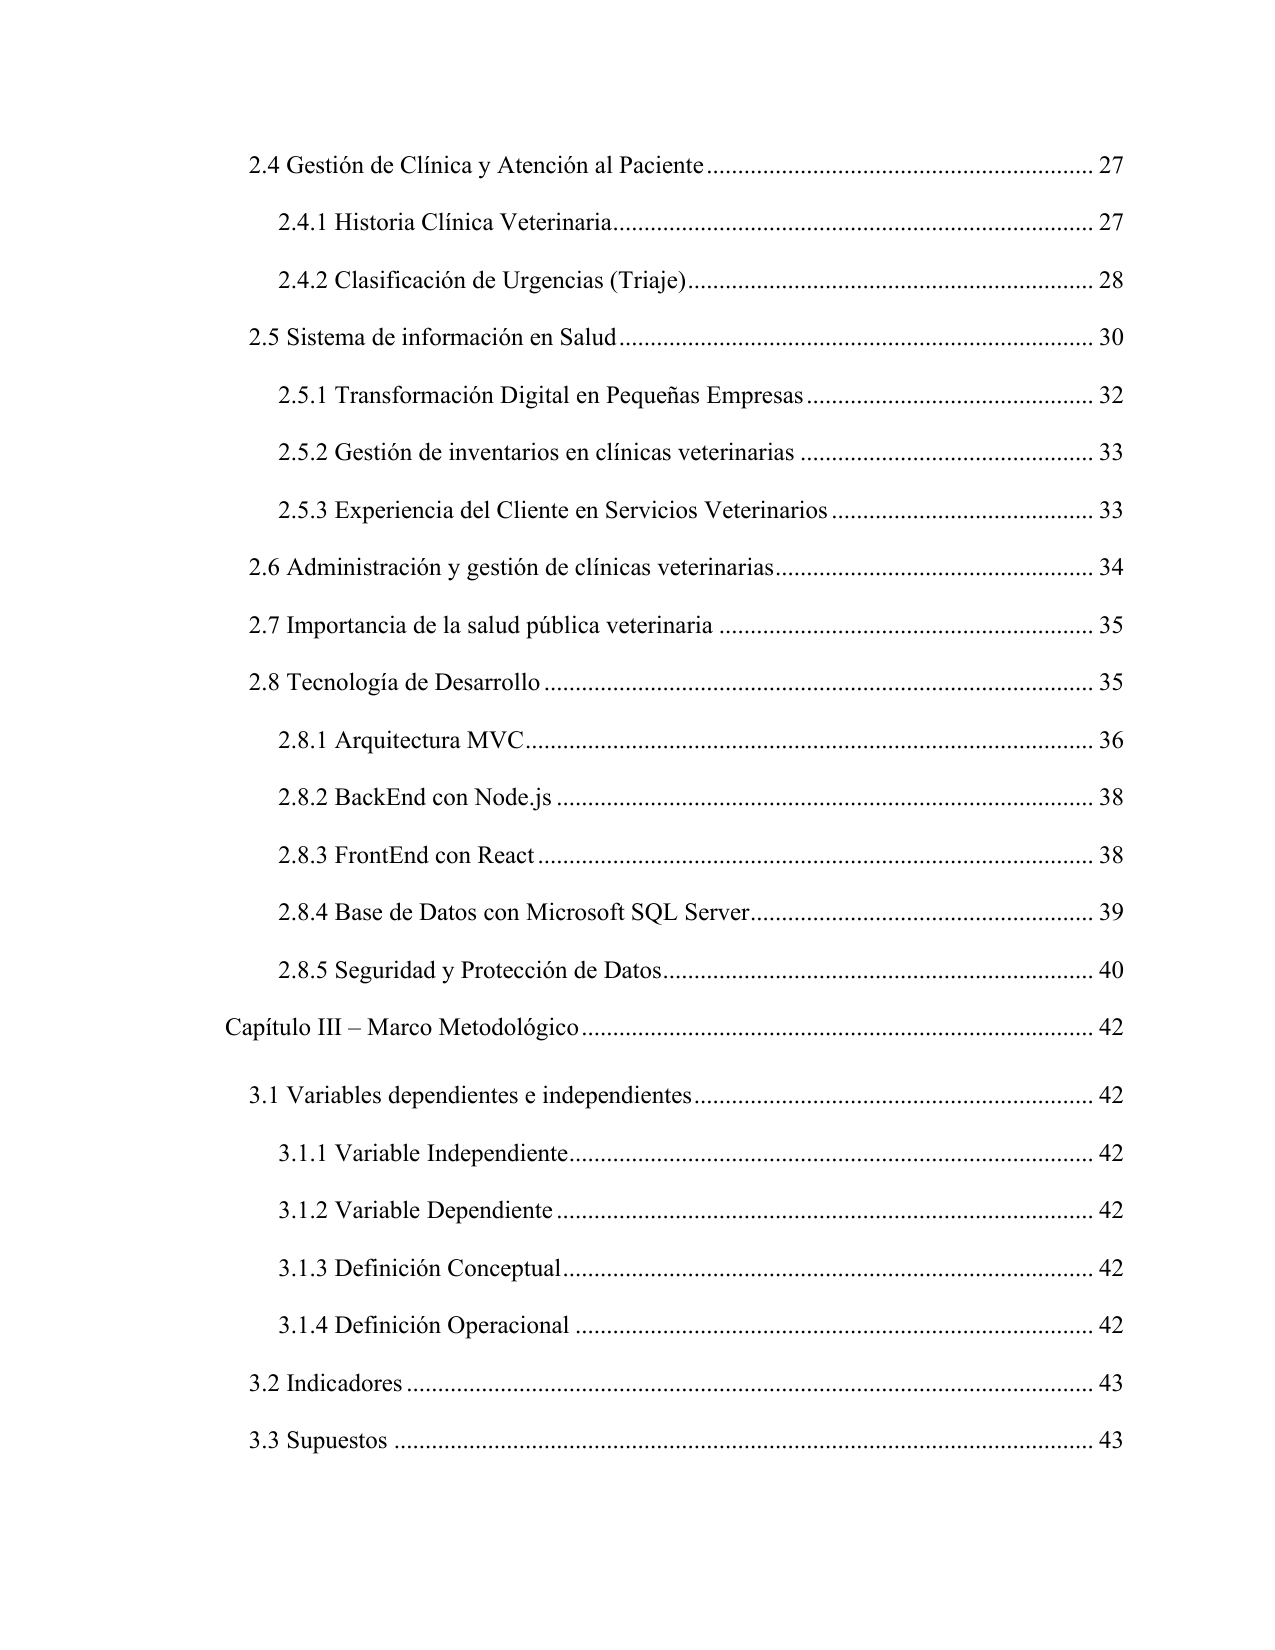 2.4 Gestión de Clínica y Atención al Paciente.............................................................. 27
2.4.1 Historia Clínica Veterinaria............................................................................. 27
2.4.2 Clasificación de Urgencias (Triaje)................................................................. 28
2.5 Sistema de información en Salud............................................................................ 30
2.5.1 Transformación Digital en Pequeñas Empresas.............................................. 32
2.5.2 Gestión de inventarios en clínicas veterinarias ............................................... 33
2.5.3 Experiencia del Cliente en Servicios Veterinarios.......................................... 33
2.6 Administración y gestión de clínicas veterinarias................................................... 34
2.7 Importancia de la salud pública veterinaria ............................................................ 35
2.8 Tecnología de Desarrollo ........................................................................................ 35
2.8.1 Arquitectura MVC........................................................................................... 36
2.8.2 BackEnd con Node.js ...................................................................................... 38
2.8.3 FrontEnd con React......................................................................................... 38
2.8.4 Base de Datos con Microsoft SQL Server....................................................... 39
2.8.5 Seguridad y Protección de Datos..................................................................... 40
Capítulo III – Marco Metodológico.................................................................................. 42
3.1 Variables dependientes e independientes................................................................ 42
3.1.1 Variable Independiente.................................................................................... 42
3.1.2 Variable Dependiente ...................................................................................... 42
3.1.3 Definición Conceptual..................................................................................... 42
3.1.4 Definición Operacional ................................................................................... 42
3.2 Indicadores .............................................................................................................. 43
3.3 Supuestos ................................................................................................................ 43